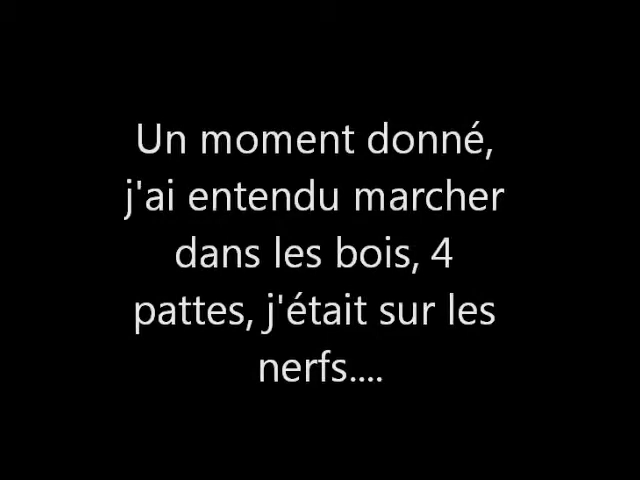 Un moment donné,
j'ai entendu marcher
dans les bois, 4
pattes, j'était sur les
nerfs....